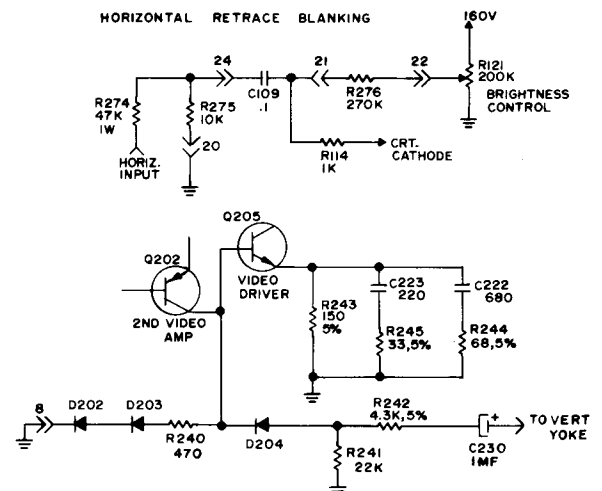 HORIZONTAL RETRACE BLANKING
160V
24
21
22
R121
200K
BRIGHTNESS
CONTROL
C109
.1
R276
270K
R274
47K
1W
R275
10K
20
HORIZ.
INPUT
R114
1K
CRT.
CATHODE
Q205
Q202
VIDEO
DRIVER
2ND VIDEO
AMP
R243
150
5%
C223
220
R245
33,5%
C222
680
R244
68,5%
8
D202
D203
R240
470
D204
R242
4.3K,5%
R241
22K
+
C230
1MF
TO VERT
YOKE